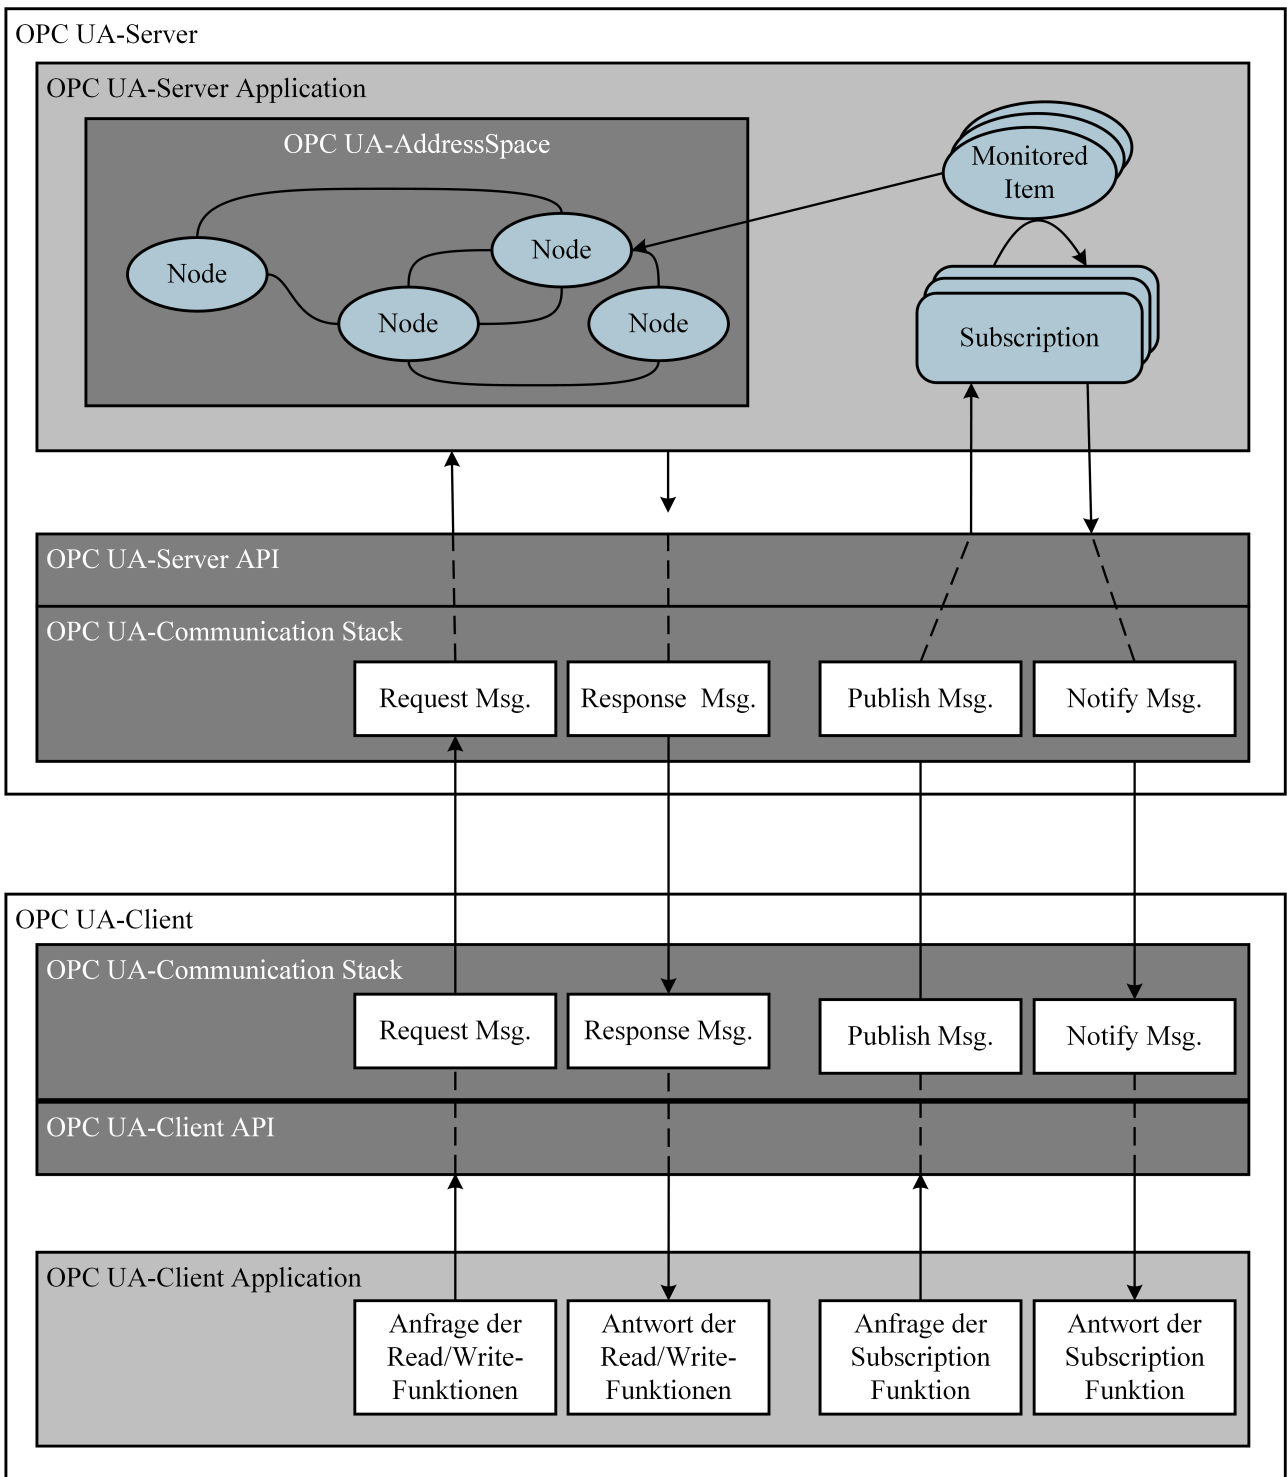 OPC UA-Server
OPC UA-Server Application
OPC UA-AddressSpace
Monitored
Item
Node
Node
Node
Node
Subscription
OPC UA-Server API
OPC UA-Communication Stack
Request Msg.
Response  Msg.
Publish Msg.
Notify Msg.
OPC UA-Client
OPC UA-Communication Stack
Request Msg.
Response Msg.
Publish Msg.
Notify Msg.
OPC UA-Client API
OPC UA-Client Application
Anfrage der
Read/Write-
Funktionen
Antwort der
Read/Write-
Funktionen
Anfrage der
Subscription
Funktion
Antwort der
Subscription
Funktion